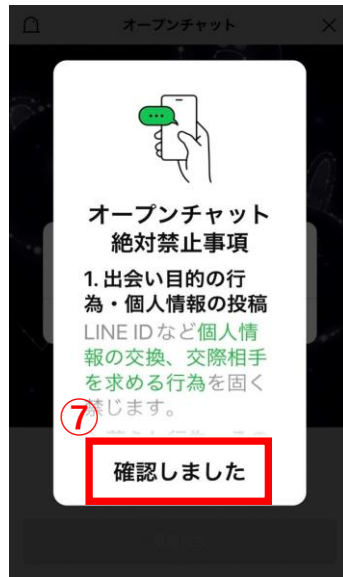 オープンチャット
オープンチャット
絶対禁止事項
1. 出会い目的の行
為・個人情報の投稿
LINE IDなど個人情
報の交換、交際相手
を求める行為を固く
禁じます。
⑦
確認しました